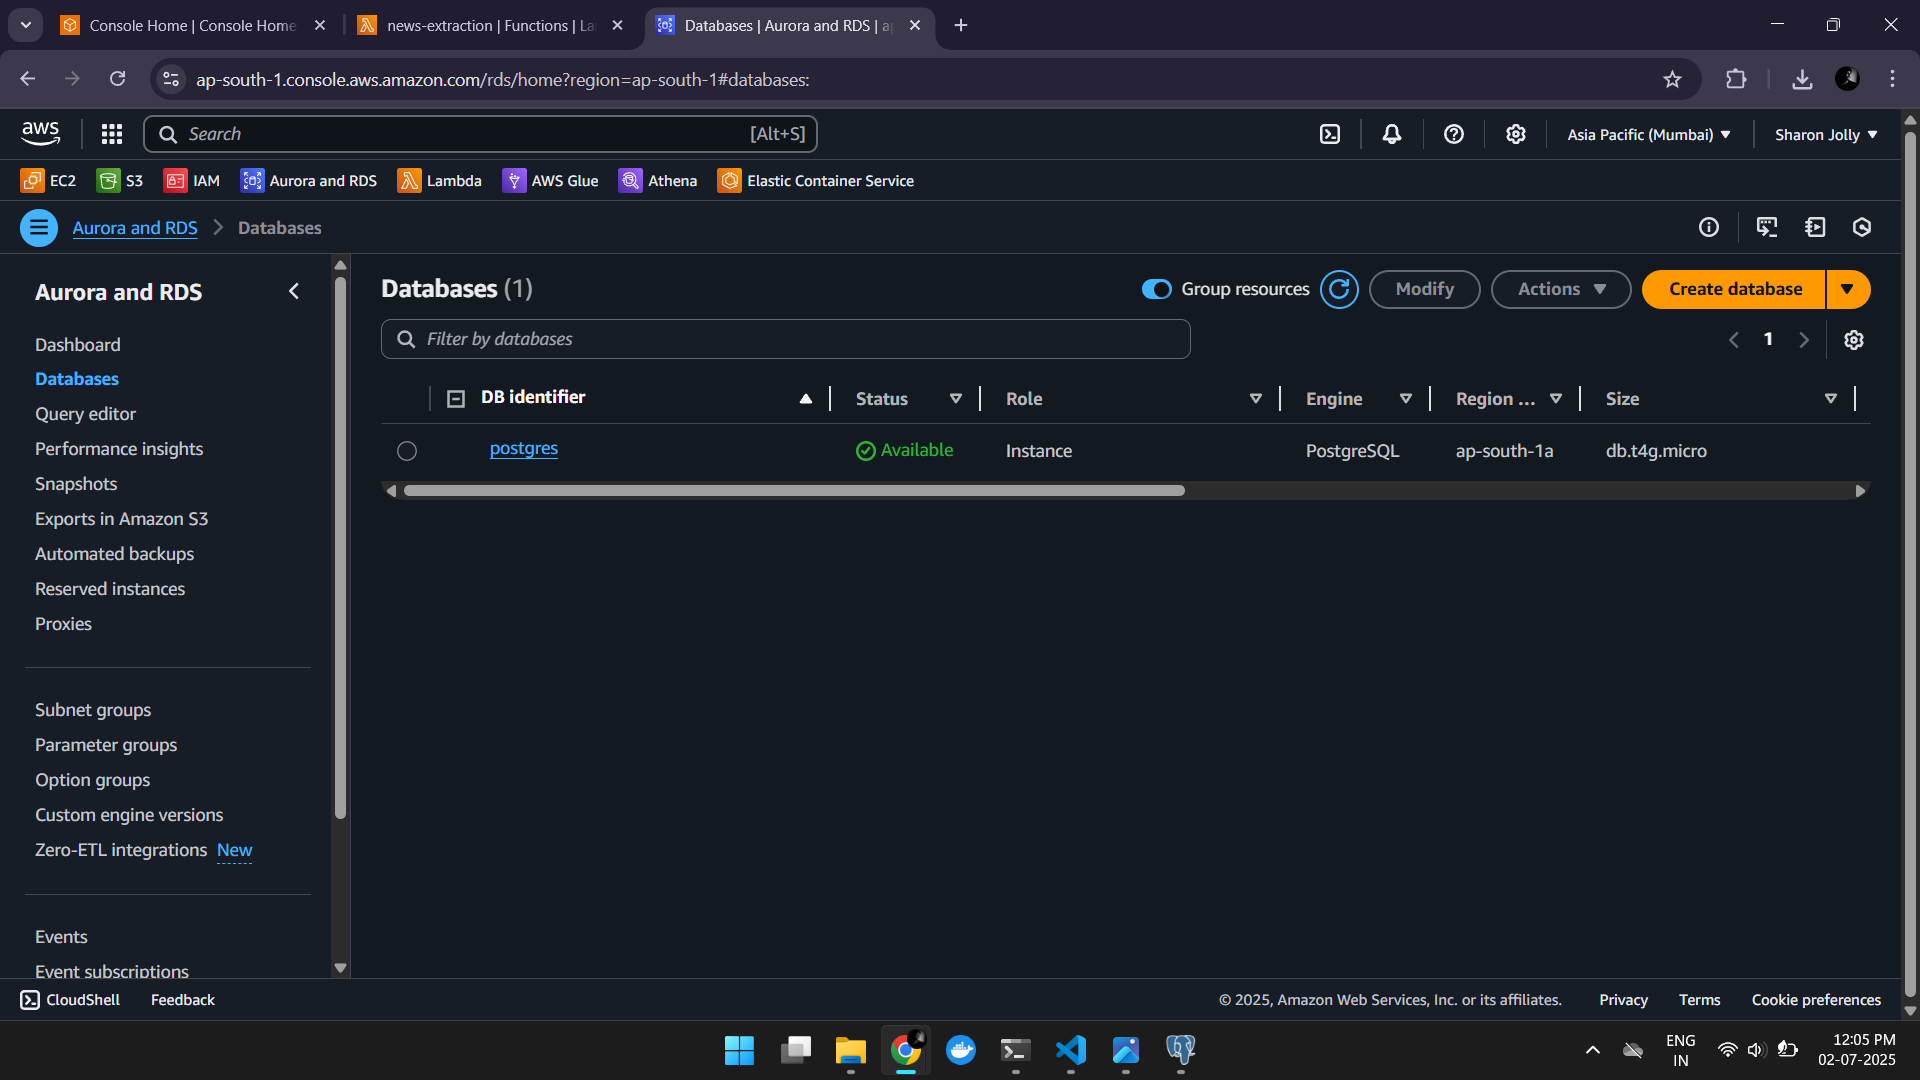 Console Home | Console Home
news-extraction | Functions | La
Databases | Aurora and RDS | a
ap-south-1.console.aws.amazon.com/rds/home?region=ap-south-1#databases:
aws
Search
[Alt+S]
Asia Pacific (Mumbai)
Sharon Jolly
EC2
S3
IAM
Aurora and RDS
Lambda
AWS Glue
Athena
Elastic Container Service
Aurora and RDS
Databases
Aurora and RDS
Dashboard
Databases
Query editor
Performance insights
Snapshots
Exports in Amazon S3
Automated backups
Reserved instances
Proxies
Subnet groups
Parameter groups
Option groups
Custom engine versions
Zero-ETL integrations New
Events
Event subscriptions
Databases (1)
Group resources
Modify
Actions
Create database
Filter by databases
1
DB identifier
Status
Role
Engine
Region ...
Size
postgres
Available
Instance
PostgreSQL
ap-south-1a
db.t4g.micro
CloudShell
Feedback
© 2025, Amazon Web Services, Inc. or its affiliates.
Privacy
Terms
Cookie preferences
ENG
IN
12:05 PM
02-07-2025